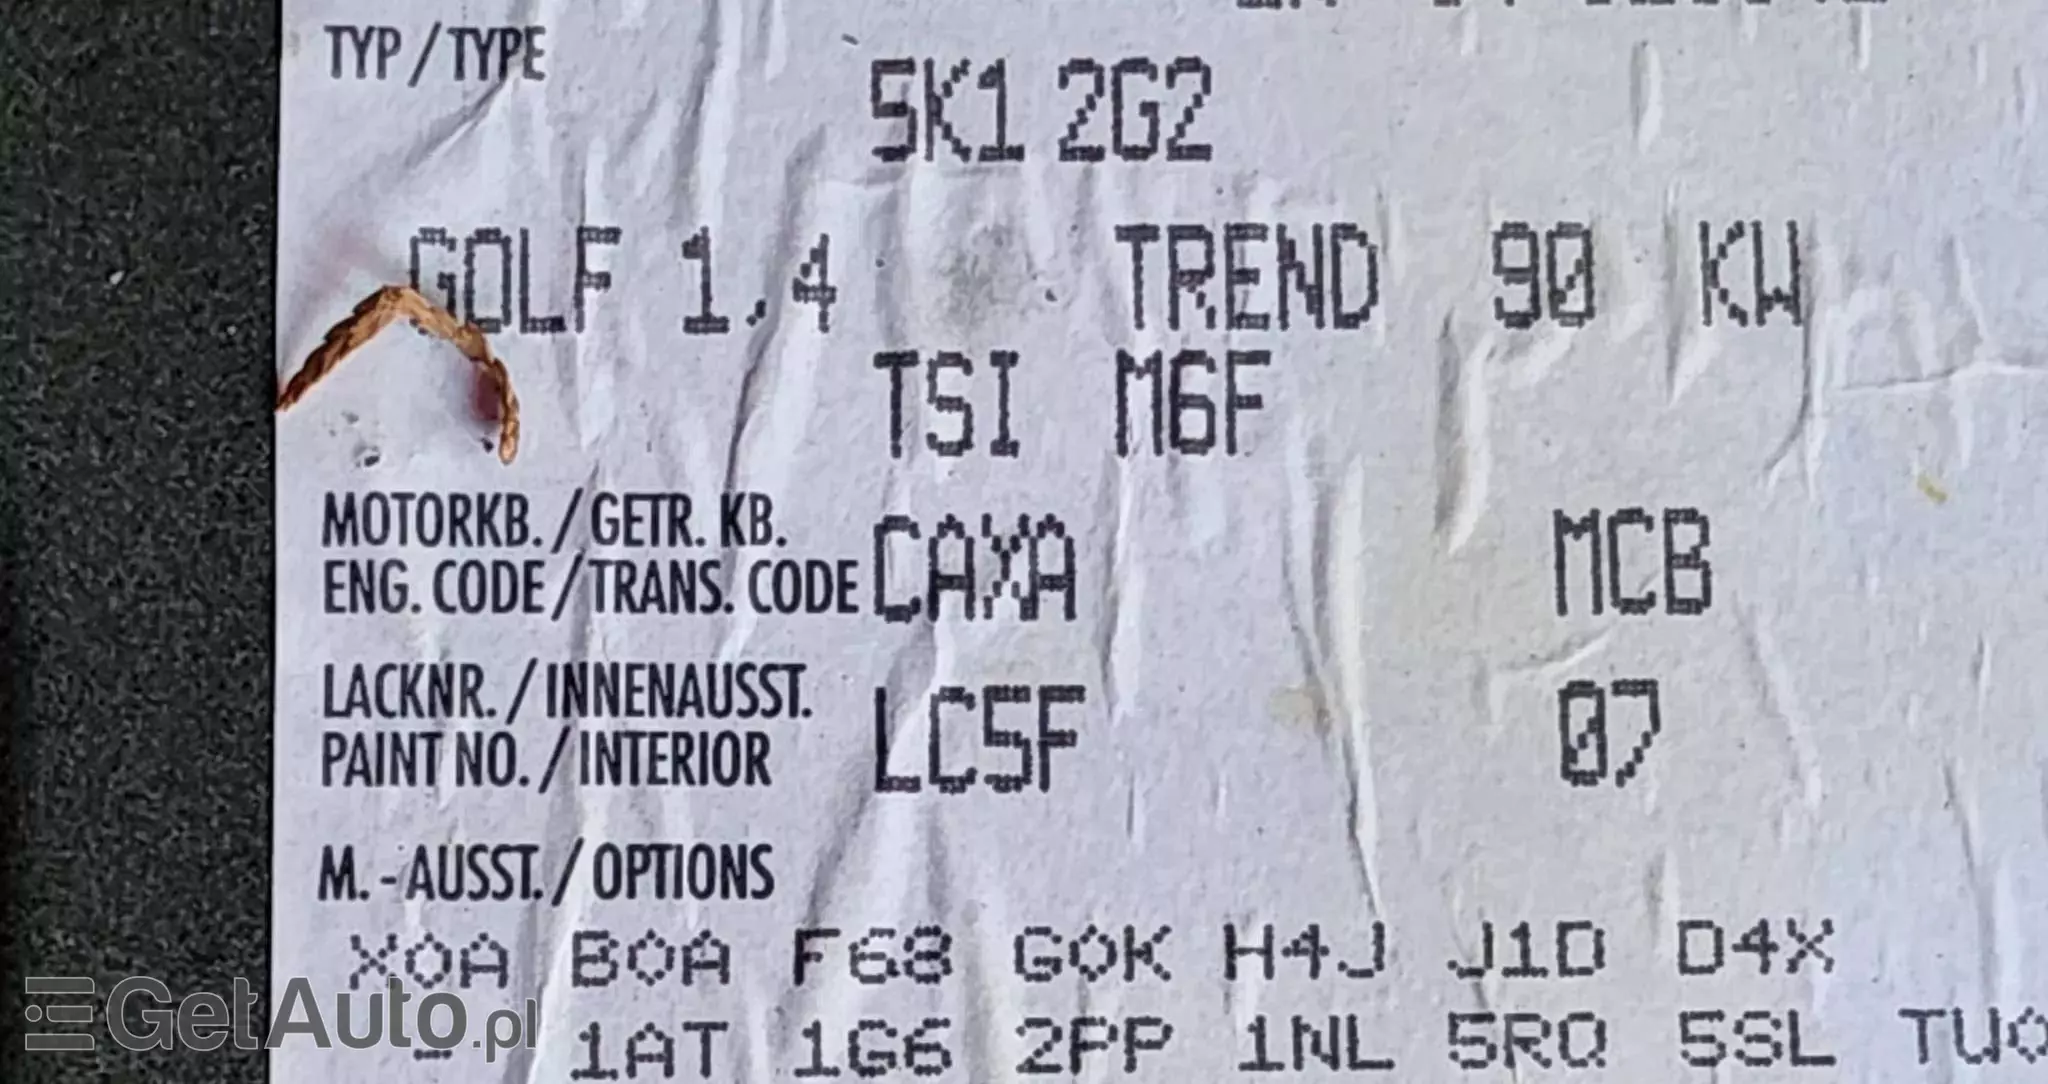 TYP / TYPE 5K1 2G2
GOLF 1.4 TREND 90 KW
TSI M6F
MOTORKB. / GETR. KB.
ENG. CODE / TRANS. CODE CAXA MCB
LACKNR. / INNENAUSST.
PAINT NO. / INTERIOR LC5F 07
M. - AUSST. / OPTIONS
X0A B0A F68 G0K H4J J1D D4X
- 1AT 1G6 2PP 1NL 5RQ 5SL
GetAuto.pl